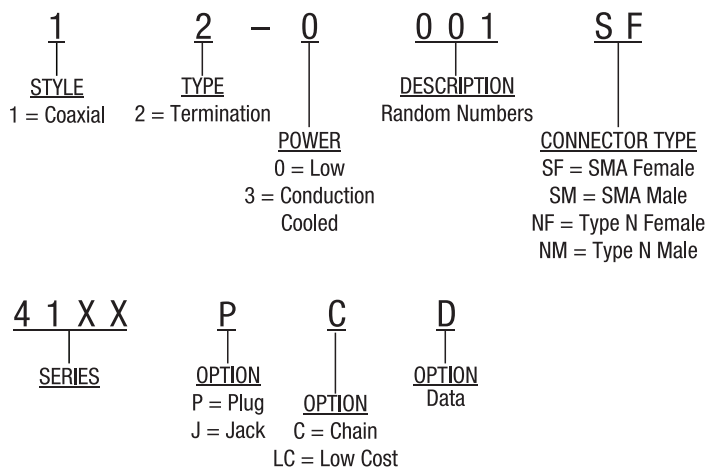 1 2 - 0 0 0 1 S F
STYLE
1 = Coaxial
TYPE
2 = Termination
POWER
0 = Low
3 = Conduction
Cooled
DESCRIPTION
Random Numbers
CONNECTOR TYPE
SF = SMA Female
SM = SMA Male
NF = Type N Female
NM = Type N Male
4 1 X X P C D
SERIES
OPTION
P = Plug
J = Jack
OPTION
C = Chain
LC = Low Cost
OPTION
Data